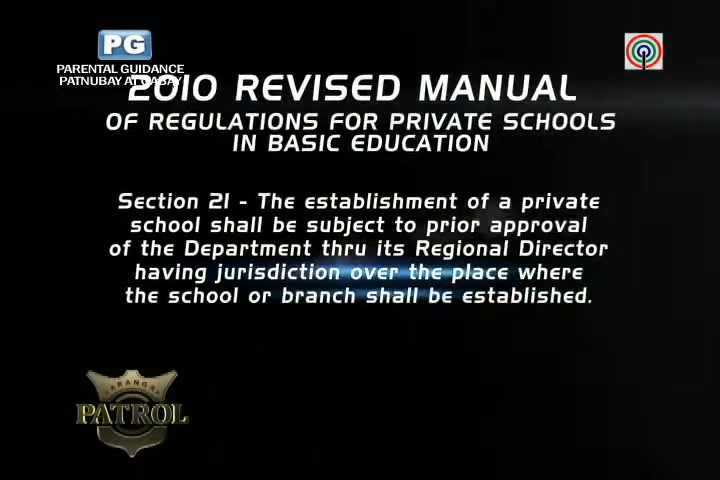 PG
PARENTAL GUIDANCE
PATNUBAY AT GABAY
2010 REVISED MANUAL
OF REGULATIONS FOR PRIVATE SCHOOLS
IN BASIC EDUCATION
Section 21 - The establishment of a private
school shall be subject to prior approval
of the Department thru its Regional Director
having jurisdiction over the place where
the school or branch shall be established.
BARANGAY
PATROL